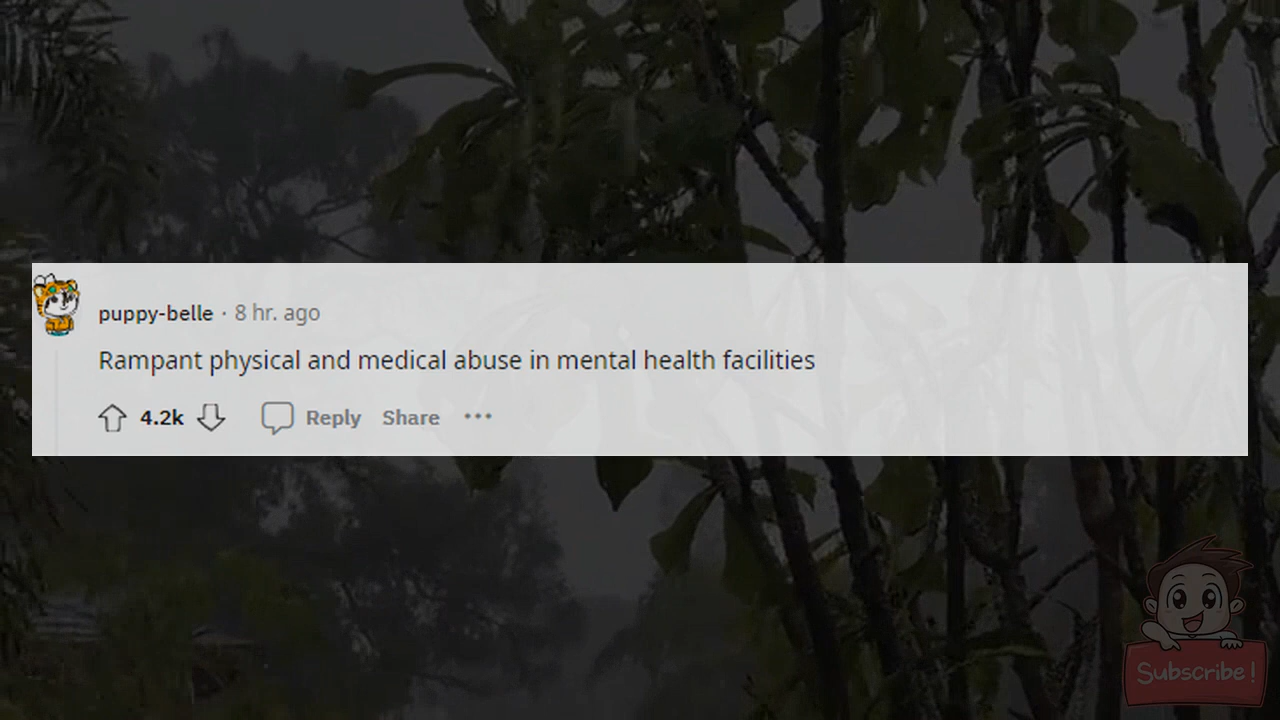 puppy-belle · 8 hr. ago
Rampant physical and medical abuse in mental health facilities
4.2k Reply Share ···
Subscribe!